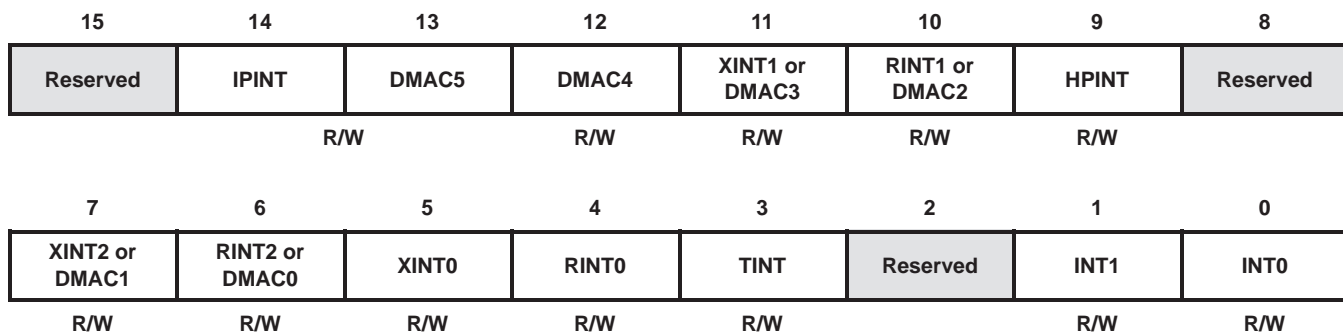 15 14 13 12 11 10 9 8
Reserved IPINT DMAC5 DMAC4 XINT1 or DMAC3 RINT1 or DMAC2 HPINT Reserved
R/W R/W R/W R/W R/W
7 6 5 4 3 2 1 0
XINT2 or DMAC1 RINT2 or DMAC0 XINT0 RINT0 TINT Reserved INT1 INT0
R/W R/W R/W R/W R/W R/W R/W